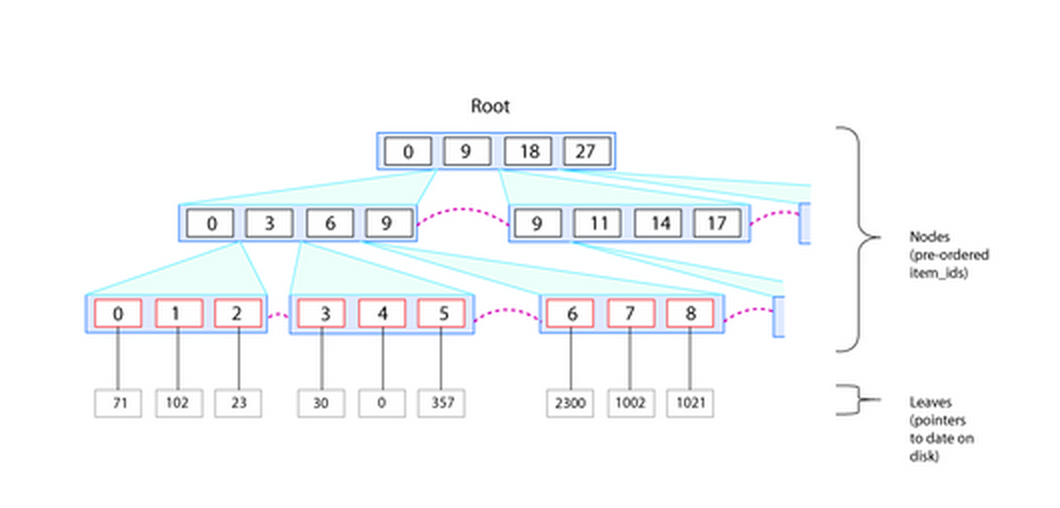 Root
0 9 18 27
0 3 6 9 9 11 14 17
Nodes
(pre-ordered
item_ids)
0 1 2 3 4 5 6 7 8
71 102 23 30 0 357 2300 1002 1021
Leaves
(pointers
to date on
disk)